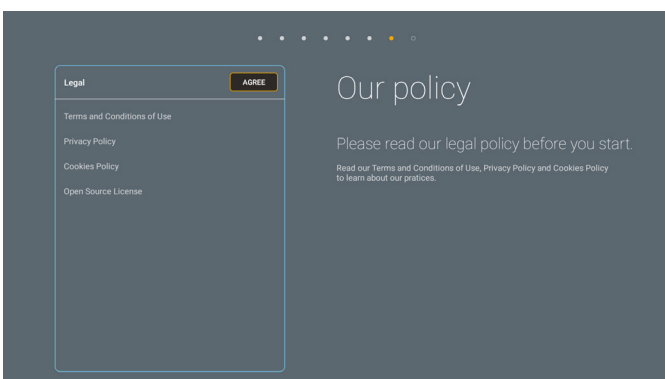 Legal
AGREE
Terms and Conditions of Use
Privacy Policy
Cookies Policy
Open Source License
Our policy
Please read our legal policy before you start.
Read our Terms and Conditions of Use, Privacy Policy and Cookies Policy
to learn about our pratices.